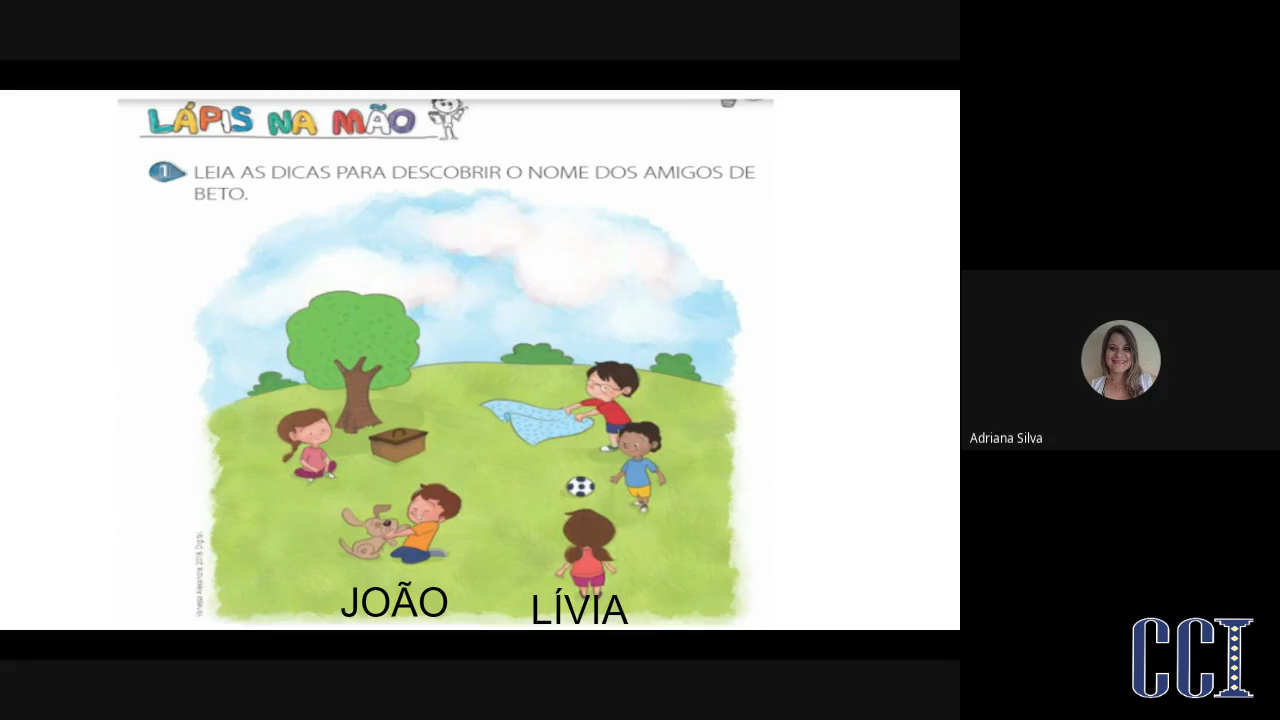 LÁPIS NA MÃO
1 LEIA AS DICAS PARA DESCOBRIR O NOME DOS AMIGOS DE
BETO.
Adriana Silva
JOÃO
LÍVIA
CCI